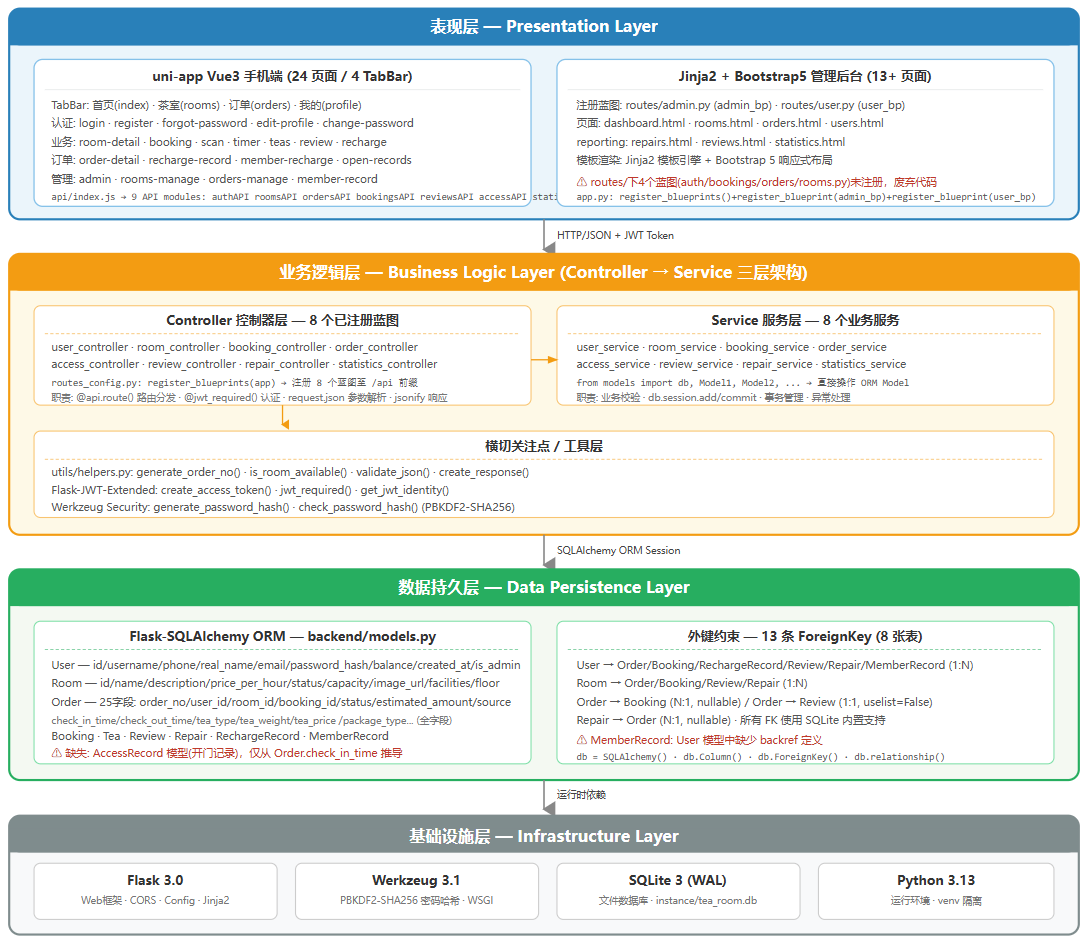 表现层 — Presentation Layer
uni-app Vue3 手机端 (24 页面 / 4 TabBar)
TabBar: 首页(index) · 茶室(rooms) · 订单(orders) · 我的(profile)
认证: login · register · forgot-password · edit-profile · change-password
业务: room-detail · booking · scan · timer · teas · review · recharge
订单: order-detail · recharge-record · member-recharge · open-records
管理: admin · rooms-manage · orders-manage · member-record
api/index.js → 9 API modules: authAPI roomsAPI ordersAPI bookingsAPI reviewsAPI accessAPI stati
Jinja2 + Bootstrap5 管理后台 (13+ 页面)
注册蓝图: routes/admin.py (admin_bp) · routes/user.py (user_bp)
页面: dashboard.html · rooms.html · orders.html · users.html
reporting: repairs.html · reviews.html · statistics.html
模板渲染: Jinja2 模板引擎 + Bootstrap 5 响应式布局
⚠ routes/下4个蓝图(auth/bookings/orders/rooms.py)未注册，废弃代码
app.py: register_blueprints()+register_blueprint(admin_bp)+register_blueprint(user_bp)
HTTP/JSON + JWT Token
业务逻辑层 — Business Logic Layer (Controller → Service 三层架构)
Controller 控制器层 — 8 个已注册蓝图
user_controller · room_controller · booking_controller · order_controller
access_controller · review_controller · repair_controller · statistics_controller
routes_config.py: register_blueprints(app) → 注册 8 个蓝图至 /api 前缀
职责: @api.route() 路由分发 · @jwt_required() 认证 · request.json 参数解析 · jsonify 响应
Service 服务层 — 8 个业务服务
user_service · room_service · booking_service · order_service
access_service · review_service · repair_service · statistics_service
from models import db, Model1, Model2, ... → 直接操作 ORM Model
职责: 业务校验 · db.session.add/commit · 事务管理 · 异常处理
横切关注点 / 工具层
utils/helpers.py: generate_order_no() · is_room_available() · validate_json() · create_response()
Flask-JWT-Extended: create_access_token() · jwt_required() · get_jwt_identity()
Werkzeug Security: generate_password_hash() · check_password_hash() (PBKDF2-SHA256)
SQLAlchemy ORM Session
数据持久层 — Data Persistence Layer
Flask-SQLAlchemy ORM — backend/models.py
User — id/username/phone/real_name/email/password_hash/balance/created_at/is_admin
Room — id/name/description/price_per_hour/status/capacity/image_url/facilities/floor
Order — 25字段: order_no/user_id/room_id/booking_id/status/estimated_amount/source
check_in_time/check_out_time/tea_type/tea_weight/tea_price /package_type... (全字段)
Booking · Tea · Review · Repair · RechargeRecord · MemberRecord
⚠ 缺失: AccessRecord 模型(开门记录)，仅从 Order.check_in_time 推导
外键约束 — 13 条 ForeignKey (8 张表)
User → Order/Booking/RechargeRecord/Review/Repair/MemberRecord (1:N)
Room → Order/Booking/Review/Repair (1:N)
Order → Booking (N:1, nullable) / Order → Review (1:1, uselist=False)
Repair → Order (N:1, nullable) · 所有 FK 使用 SQLite 内置支持
⚠ MemberRecord: User 模型中缺少 backref 定义
db = SQLAlchemy() · db.Column() · db.ForeignKey() · db.relationship()
运行时依赖
基础设施层 — Infrastructure Layer
Flask 3.0
Web框架 · CORS · Config · Jinja2
Werkzeug 3.1
PBKDF2-SHA256 密码哈希 · WSGI
SQLite 3 (WAL)
文件数据库 · instance/tea_room.db
Python 3.13
运行环境 · venv 隔离